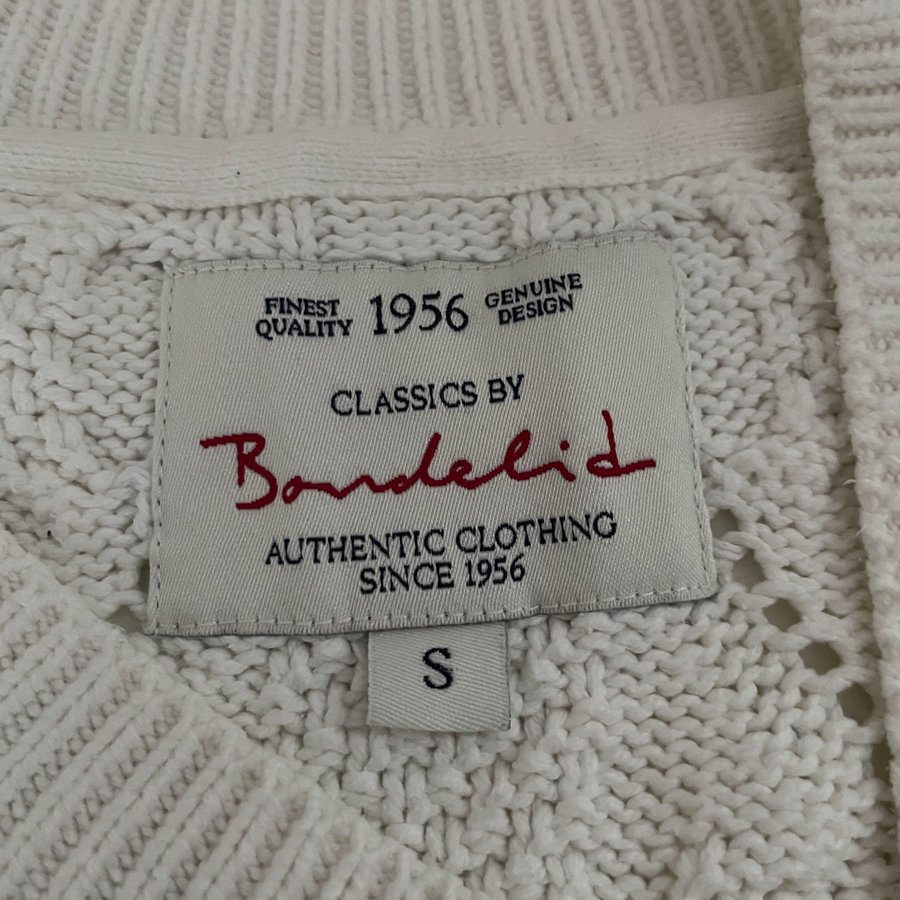 FINEST QUALITY 1956 GENUINE DESIGN
CLASSICS BY
Bondelid
AUTHENTIC CLOTHING
SINCE 1956
S